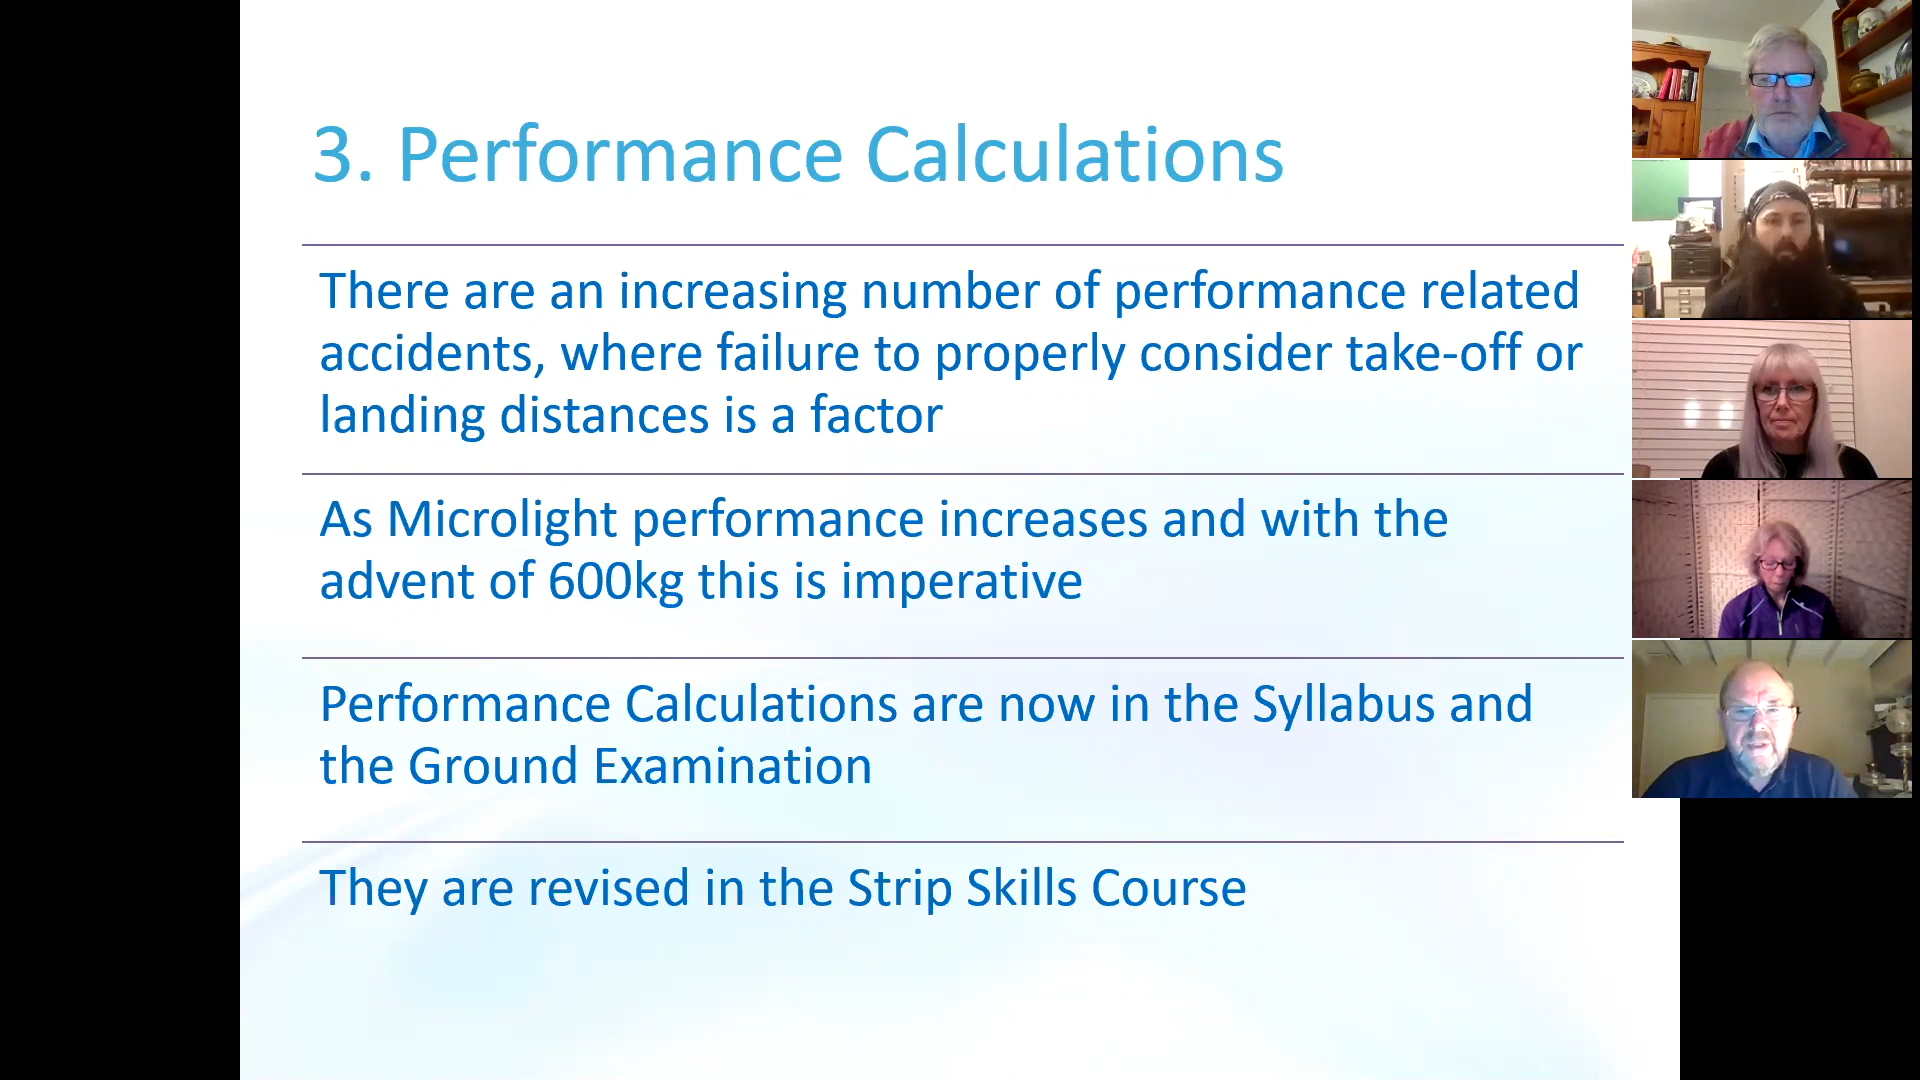 3. Performance Calculations
There are an increasing number of performance related
accidents, where failure to properly consider take-off or
landing distances is a factor
As Microlight performance increases and with the
advent of 600kg this is imperative
Performance Calculations are now in the Syllabus and
the Ground Examination
They are revised in the Strip Skills Course